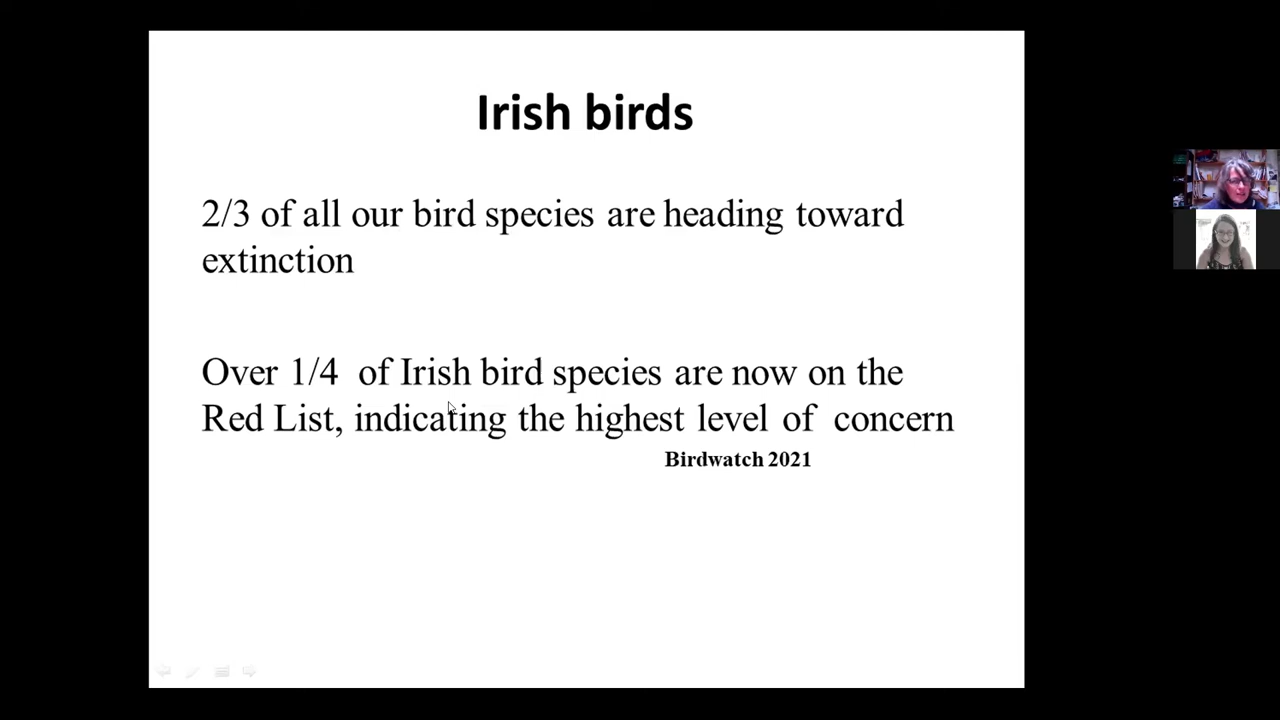 Irish birds
2/3 of all our bird species are heading toward
extinction
Over 1/4 of Irish bird species are now on the
Red List, indicating the highest level of concern
Birdwatch 2021